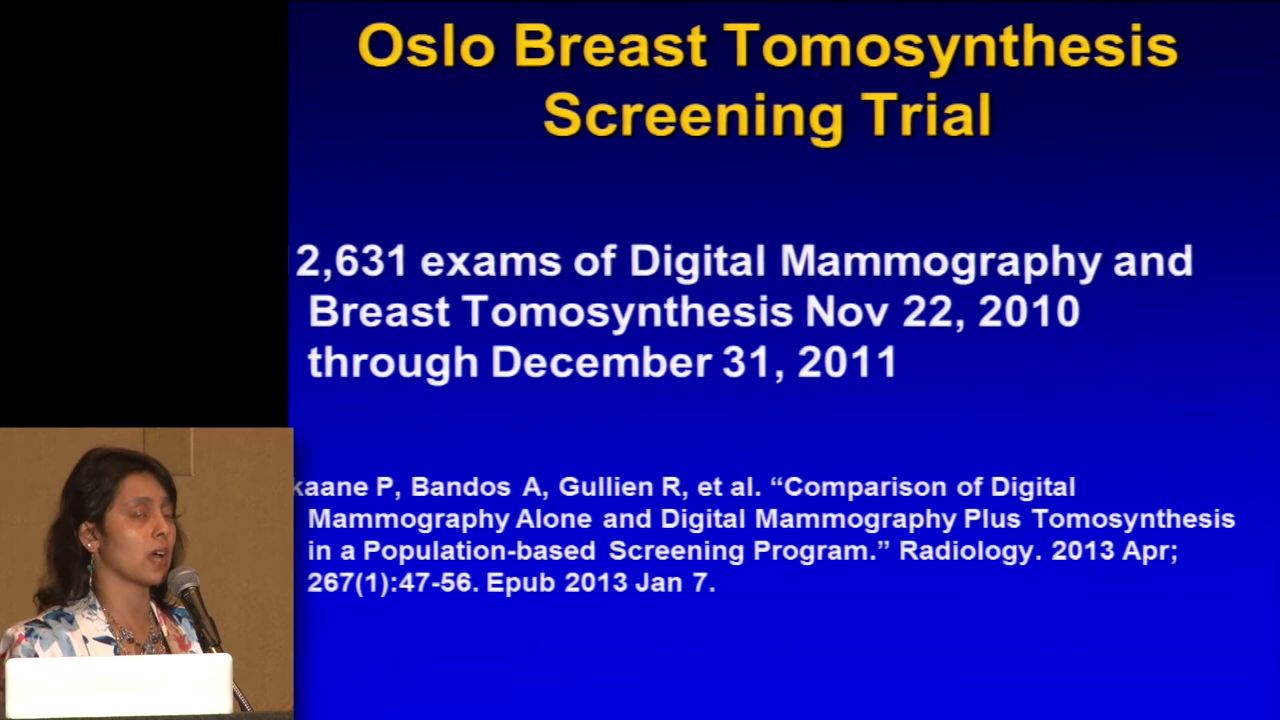 Oslo Breast Tomosynthesis
Screening Trial
2,631 exams of Digital Mammography and
Breast Tomosynthesis Nov 22, 2010
through December 31, 2011
kaane P, Bandos A, Gullien R, et al. “Comparison of Digital
Mammography Alone and Digital Mammography Plus Tomosynthesis
in a Population-based Screening Program.” Radiology. 2013 Apr;
267(1):47-56. Epub 2013 Jan 7.